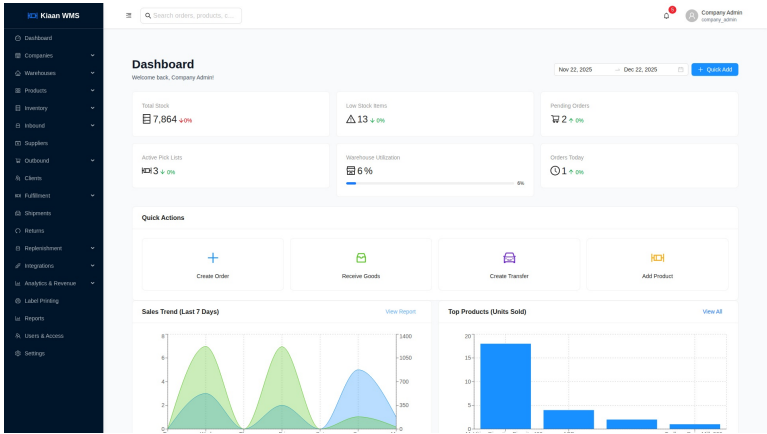 Kiaan WMS
Search orders, products, c...
5
Company Admin
company_admin
Dashboard
Companies
Warehouses
Products
Inventory
Inbound
Suppliers
Outbound
Clients
Fulfillment
Shipments
Returns
Replenishment
Integrations
Analytics & Revenue
Label Printing
Reports
Users & Access
Settings
Dashboard
Welcome back, Company Admin!
Nov 22, 2025 → Dec 22, 2025
+ Quick Add
Total Stock
7,864 ↓0%
Low Stock Items
13 ↓ 0%
Pending Orders
2 ↑ 0%
Active Pick Lists
3 ↓ 0%
Warehouse Utilization
6 %
6%
Orders Today
1 ↑ 0%
Quick Actions
Create Order
Receive Goods
Create Transfer
Add Product
Sales Trend (Last 7 Days)
View Report
8
6
4
2
0
1400
1050
700
350
0
Top Products (Units Sold)
View All
20
15
10
5
0